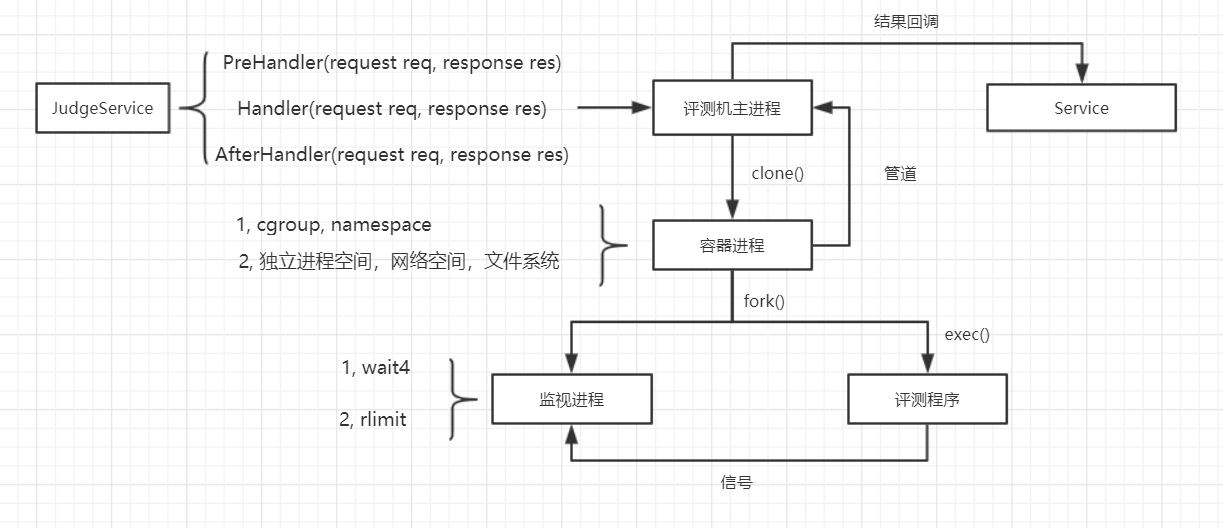 结果回调
PreHandler(request req, response res)
JudgeService
Handler(request req, response res)
评测机主进程
Service
AfterHandler(request req, response res)
clone()
管道
1, cgroup, namespace
容器进程
2, 独立进程空间，网络空间，文件系统
fork()
exec()
1, wait4
监视进程
评测程序
2, rlimit
信号